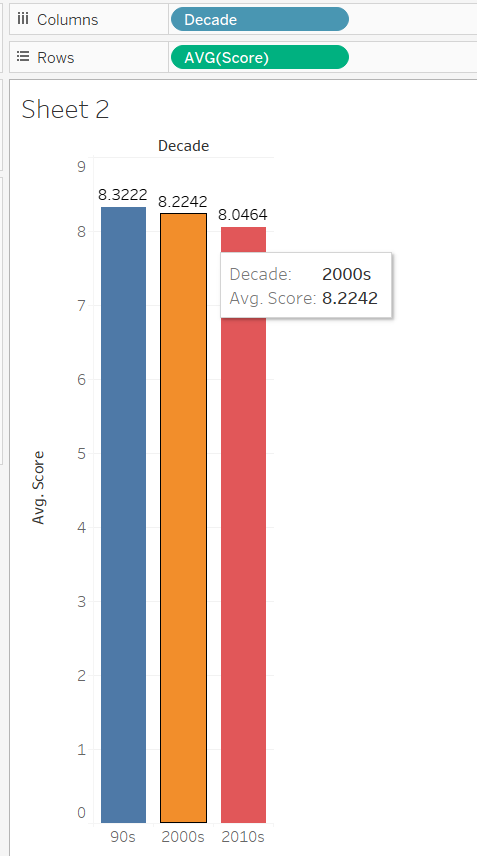 Columns Decade
Rows AVG(Score)
Sheet 2
Decade
9
8.3222 8.2242 8.0464
8
Decade: 2000s
Avg. Score: 8.2242
7
6
5
Avg. Score
4
3
2
1
0
90s 2000s 2010s